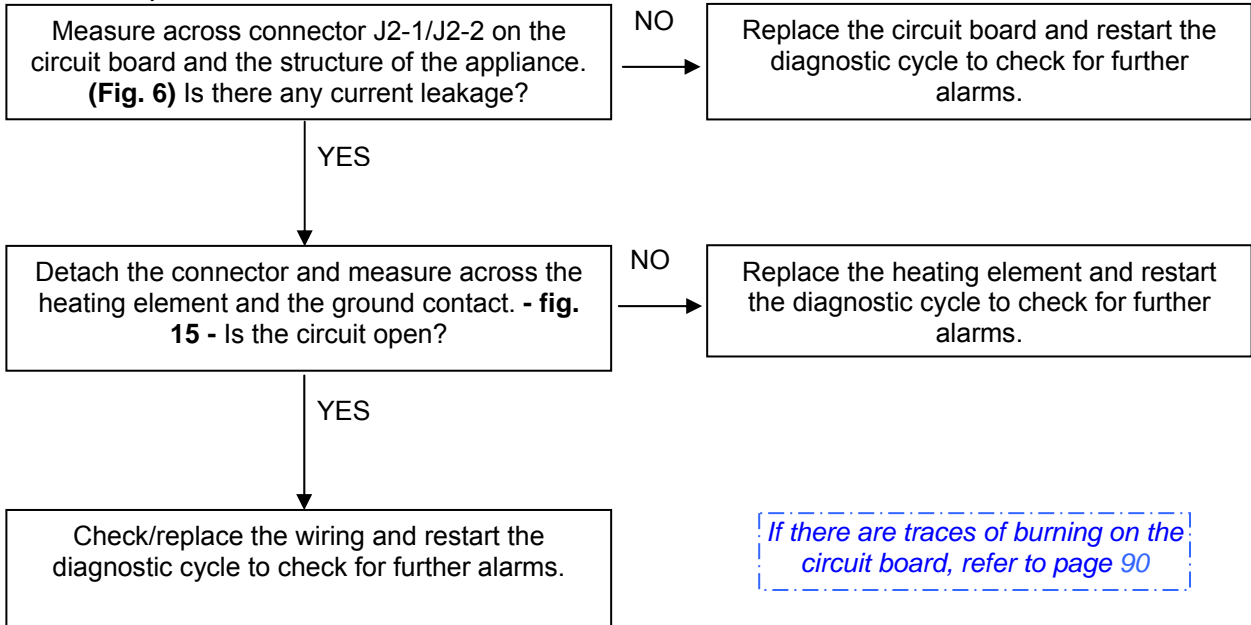 Measure across connector J2-1/J2-2 on the
circuit board and the structure of the appliance.
(Fig. 6) Is there any current leakage?
NO
Replace the circuit board and restart the
diagnostic cycle to check for further
alarms.
YES
Detach the connector and measure across the
heating element and the ground contact. - fig.
15 - Is the circuit open?
NO
Replace the heating element and restart
the diagnostic cycle to check for further
alarms.
YES
Check/replace the wiring and restart the
diagnostic cycle to check for further alarms.
If there are traces of burning on the
circuit board, refer to page 90